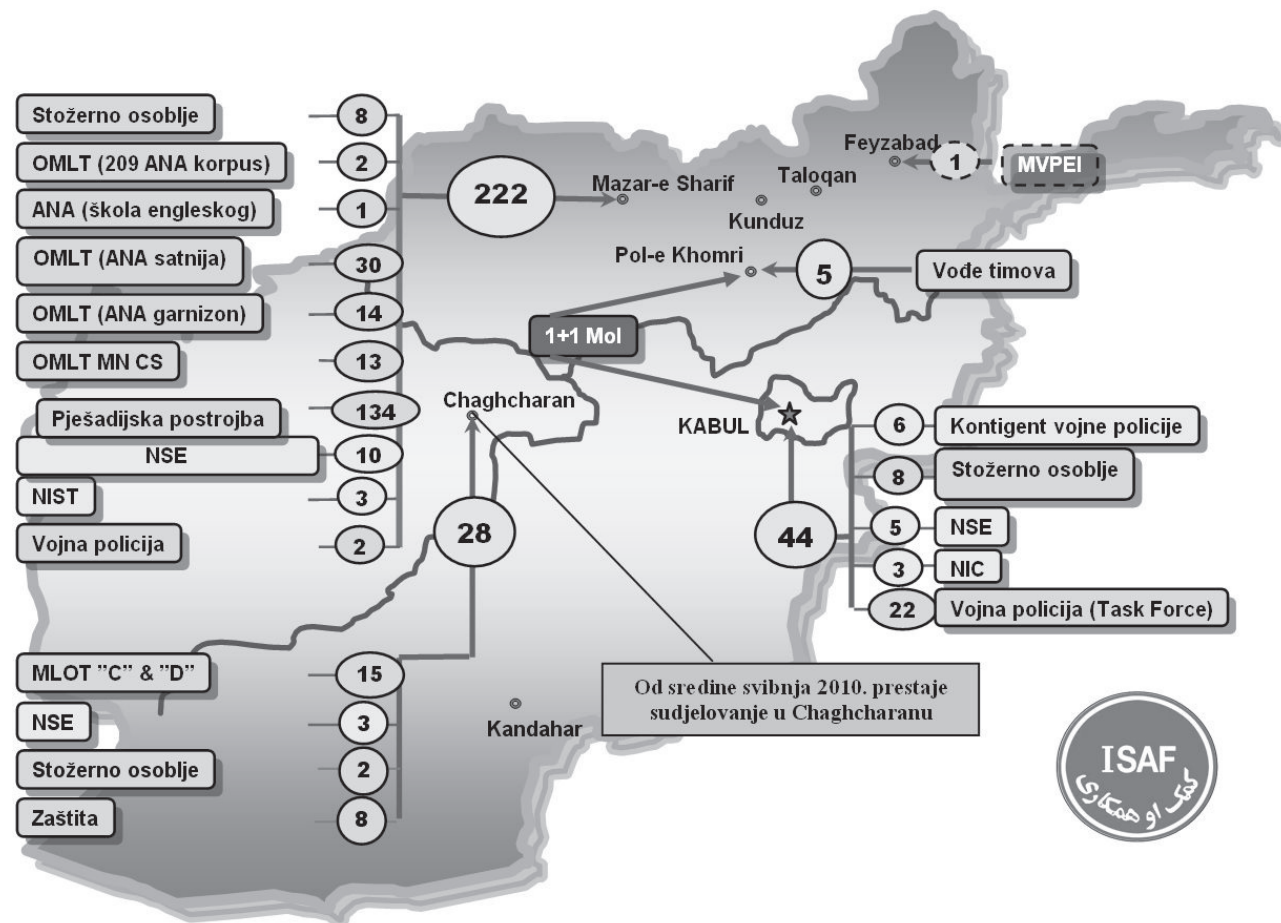 Stožerno osoblje
8
OMLT (209 ANA korpus)
2
ANA (škola engleskog)
1
OMLT (ANA satnija)
30
OMLT (ANA garnizon)
14
OMLT MN CS
13
Pješadijska postrojba
134
NSE
10
NIST
3
Vojna policija
2
222
Mazar-e Sharif
Feyzabad
1
MVPEI
Taloqan
Kunduz
Pol-e Khomri
5
Vođe timova
1+1 Mol
Chaghcharan
28
KABUL
44
6
Kontigent vojne policije
8
Stožerno osoblje
5
NSE
3
NIC
22
Vojna policija (Task Force)
MLOT ”C” & ”D”
15
NSE
3
Stožerno osoblje
2
Zaštita
8
Kandahar
Od sredine svibnja 2010. prestaje
sudjelovanje u Chaghcharanu
ISAF
کمک او همکاری